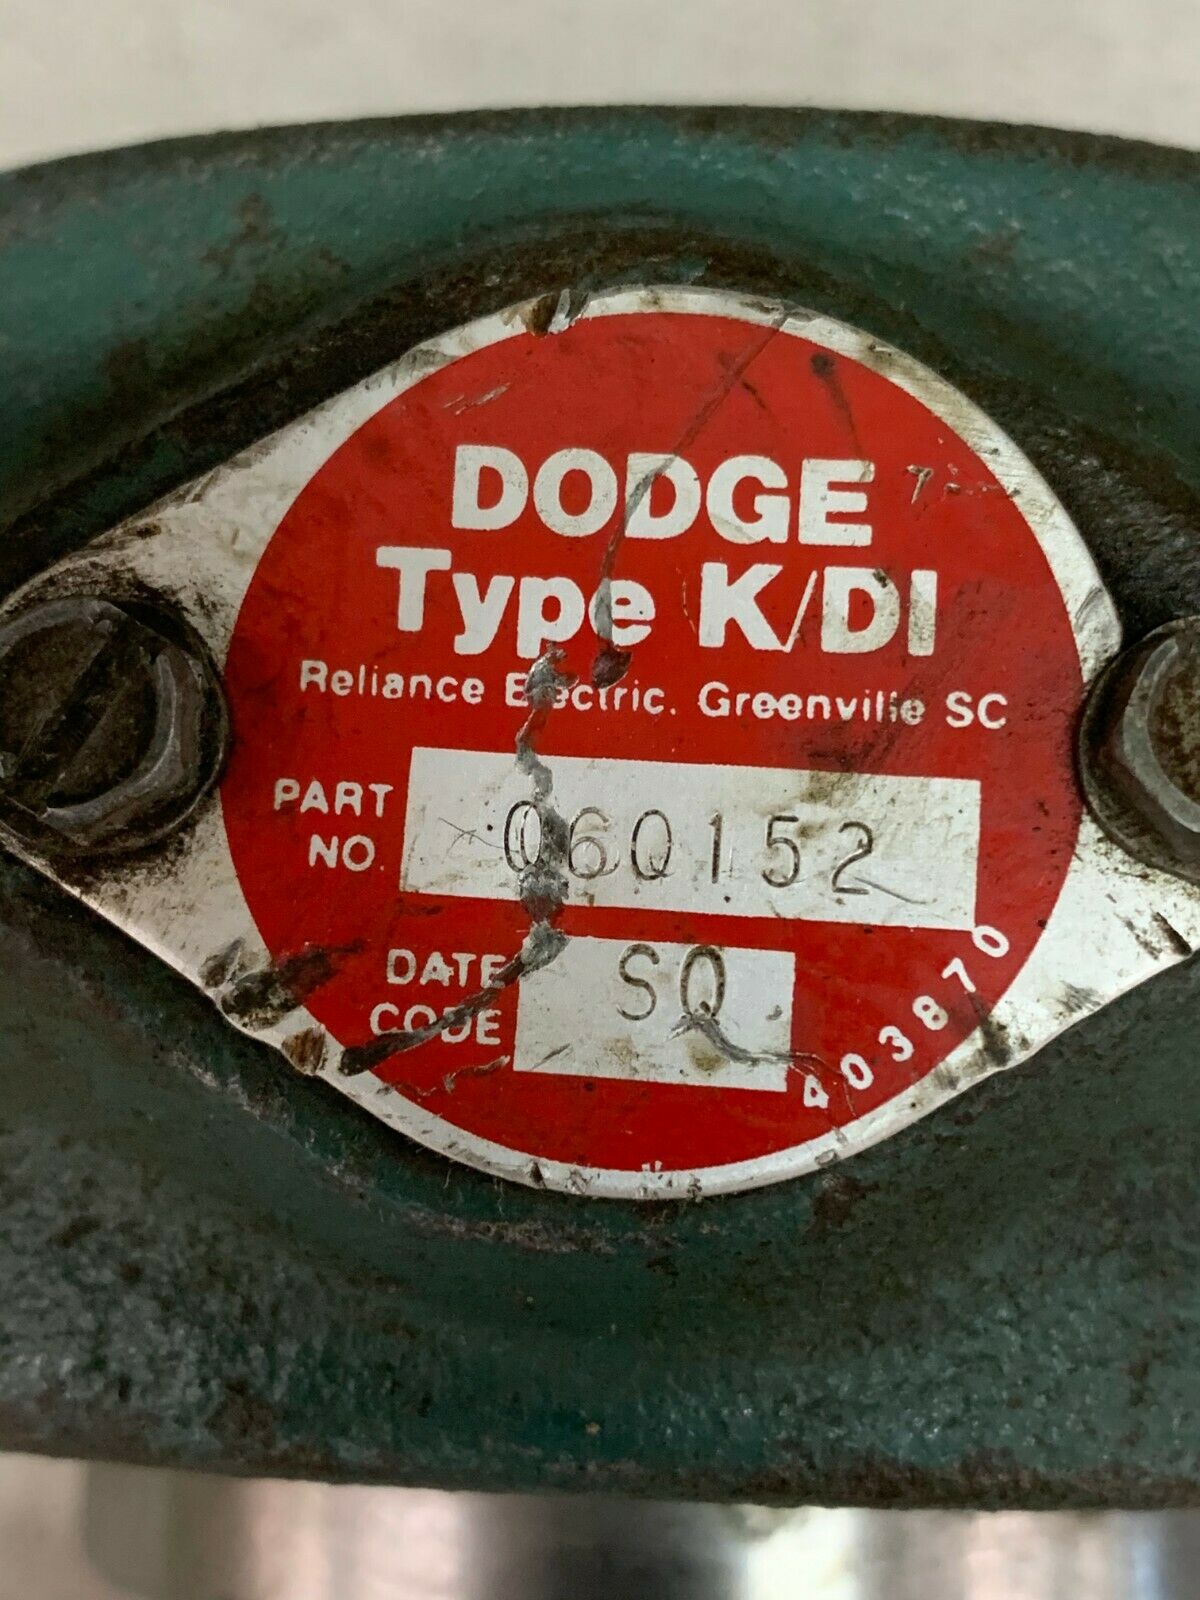 DODGE
Type K/DI
Reliance Electric. Greenville SC
PART NO. 060152
DATE CODE SQ
403870